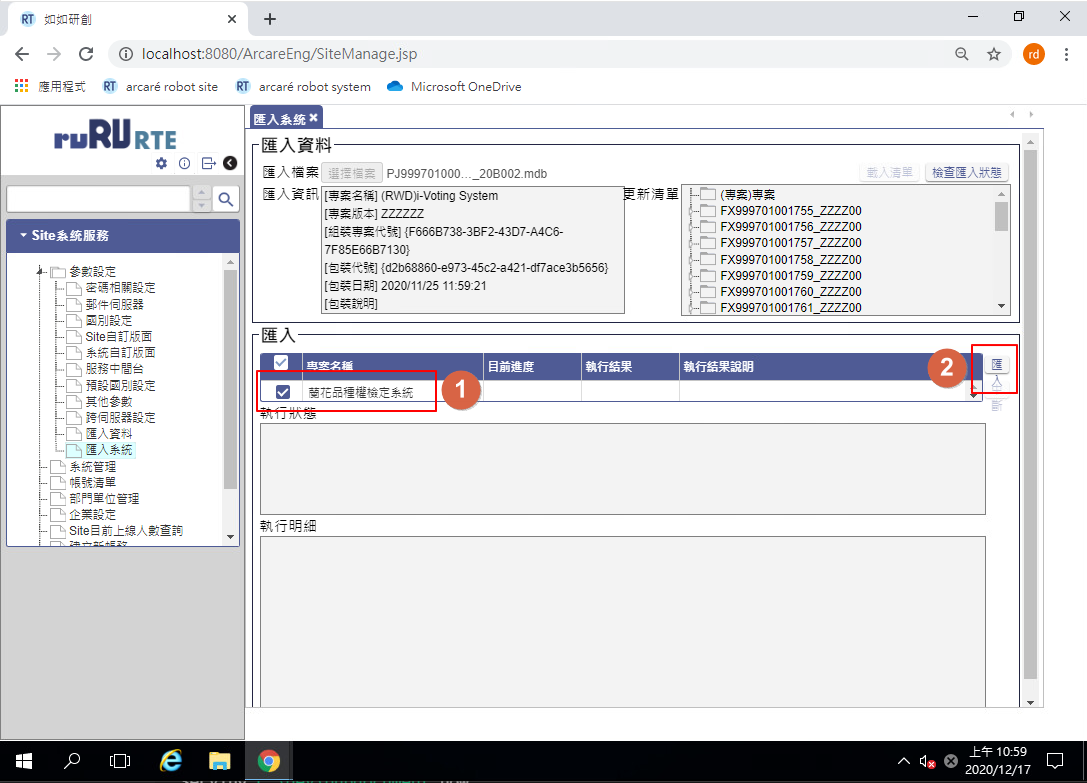 RT 如如研創
localhost:8080/ArcareEng/SiteManage.jsp
rd
應用程式 RT arcaré robot site RT arcaré robot system Microsoft OneDrive
ruRU RTE
匯入系統
匯入資料
匯入檔案 選擇檔案 PJ999701000…_20B002.mdb 載入清單 檢查匯入狀態
匯入資訊
[專案名稱] (RWD)i-Voting System
[專案版本] ZZZZZZ
[組裝專案代號] {F666B738-3BF2-43D7-A4C6-
7F85E66B7130}
[包裝代號] {d2b68860-e973-45c2-a421-df7ace3b5656}
[包裝日期] 2020/11/25 11:59:21
[包裝說明]
更新清單
(專案)專案
FX999701001755_ZZZZ00
FX999701001756_ZZZZ00
FX999701001757_ZZZZ00
FX999701001758_ZZZZ00
FX999701001759_ZZZZ00
FX999701001760_ZZZZ00
FX999701001761_ZZZZ00
Site系統服務
參數設定
密碼相關設定
郵件伺服器
國別設定
Site自訂版面
系統自訂版面
服務中間台
預設國別設定
其他參數
跨伺服器設定
匯入資料
匯入系統
系統管理
帳號清單
部門單位管理
企業設定
Site目前上線人數查詢
匯入
專案名稱 目前進度 執行結果 執行結果說明
蘭花品種權檢定系統
1
2
匯
入
執行狀態
執行明細
上午 10:59
2020/12/17